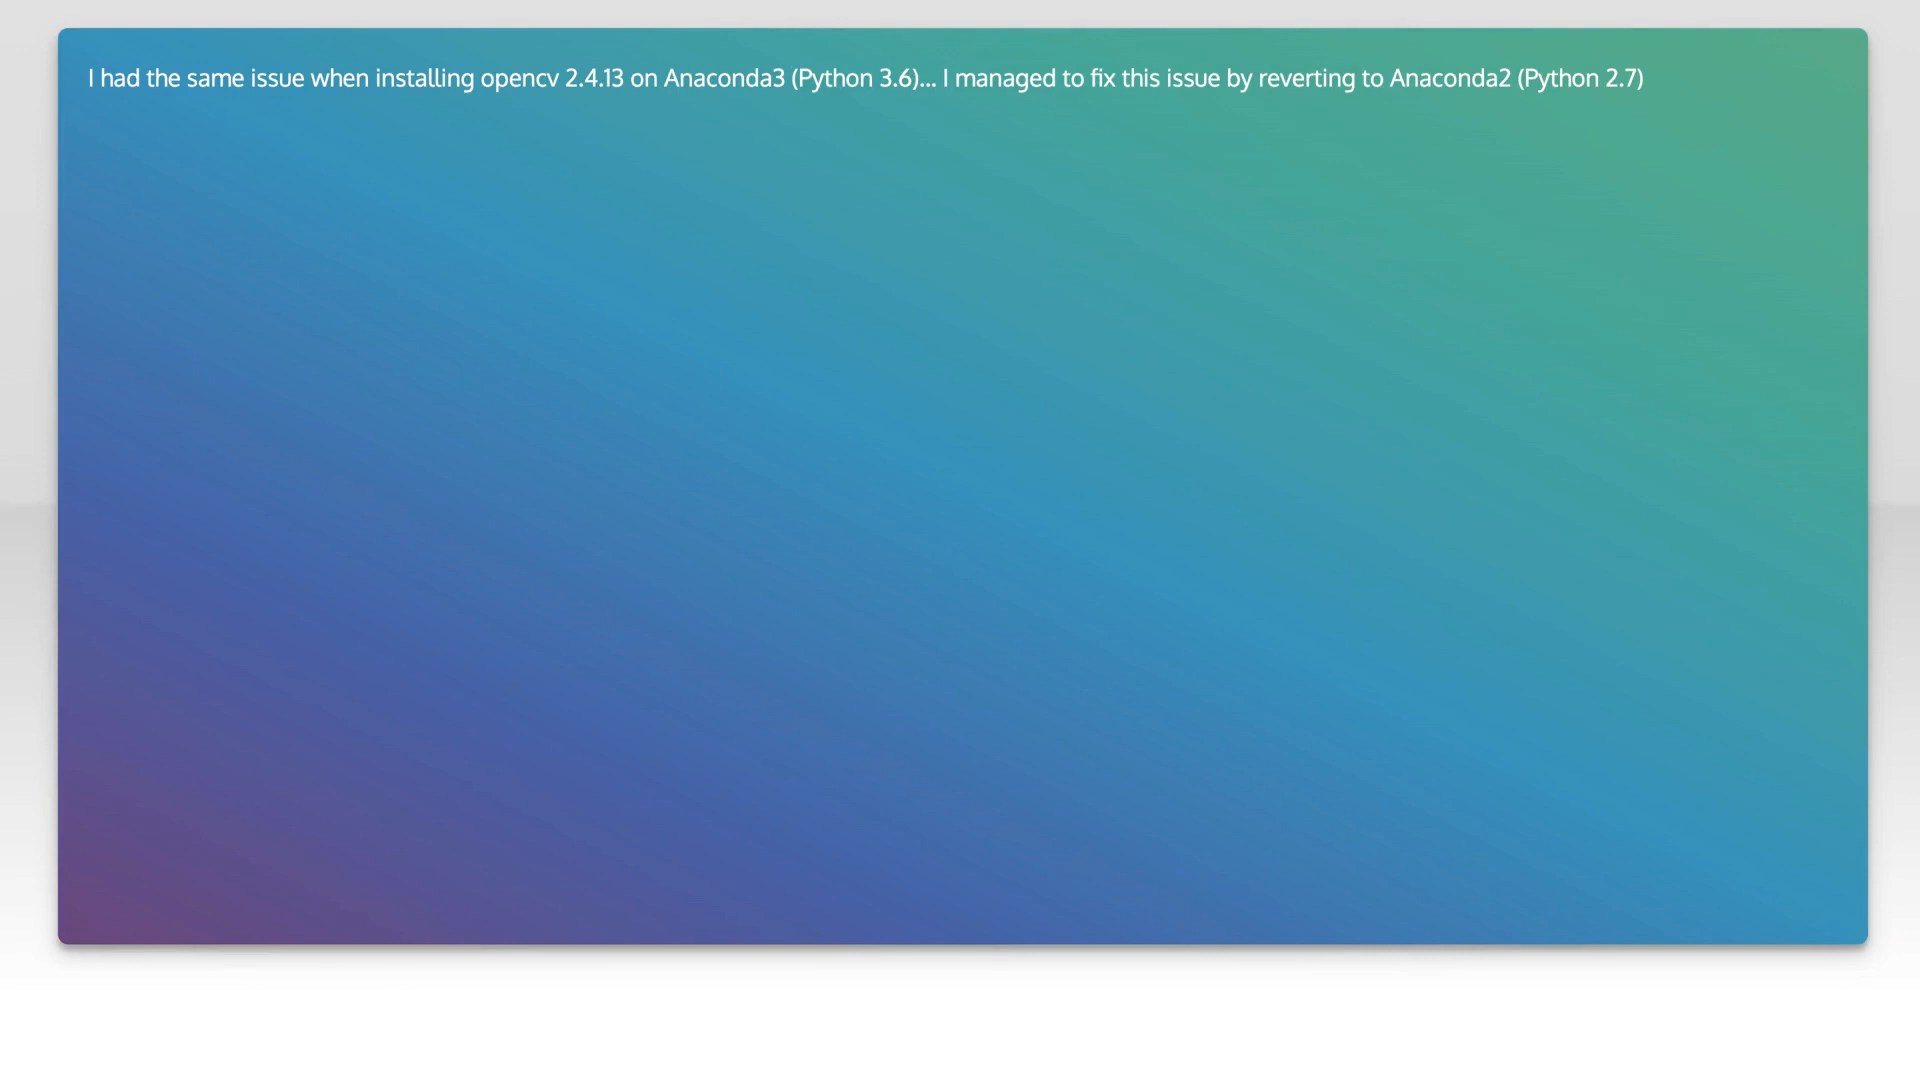 I had the same issue when installing opencv 2.4.13 on Anaconda3 (Python 3.6)... I managed to fix this issue by reverting to Anaconda2 (Python 2.7)